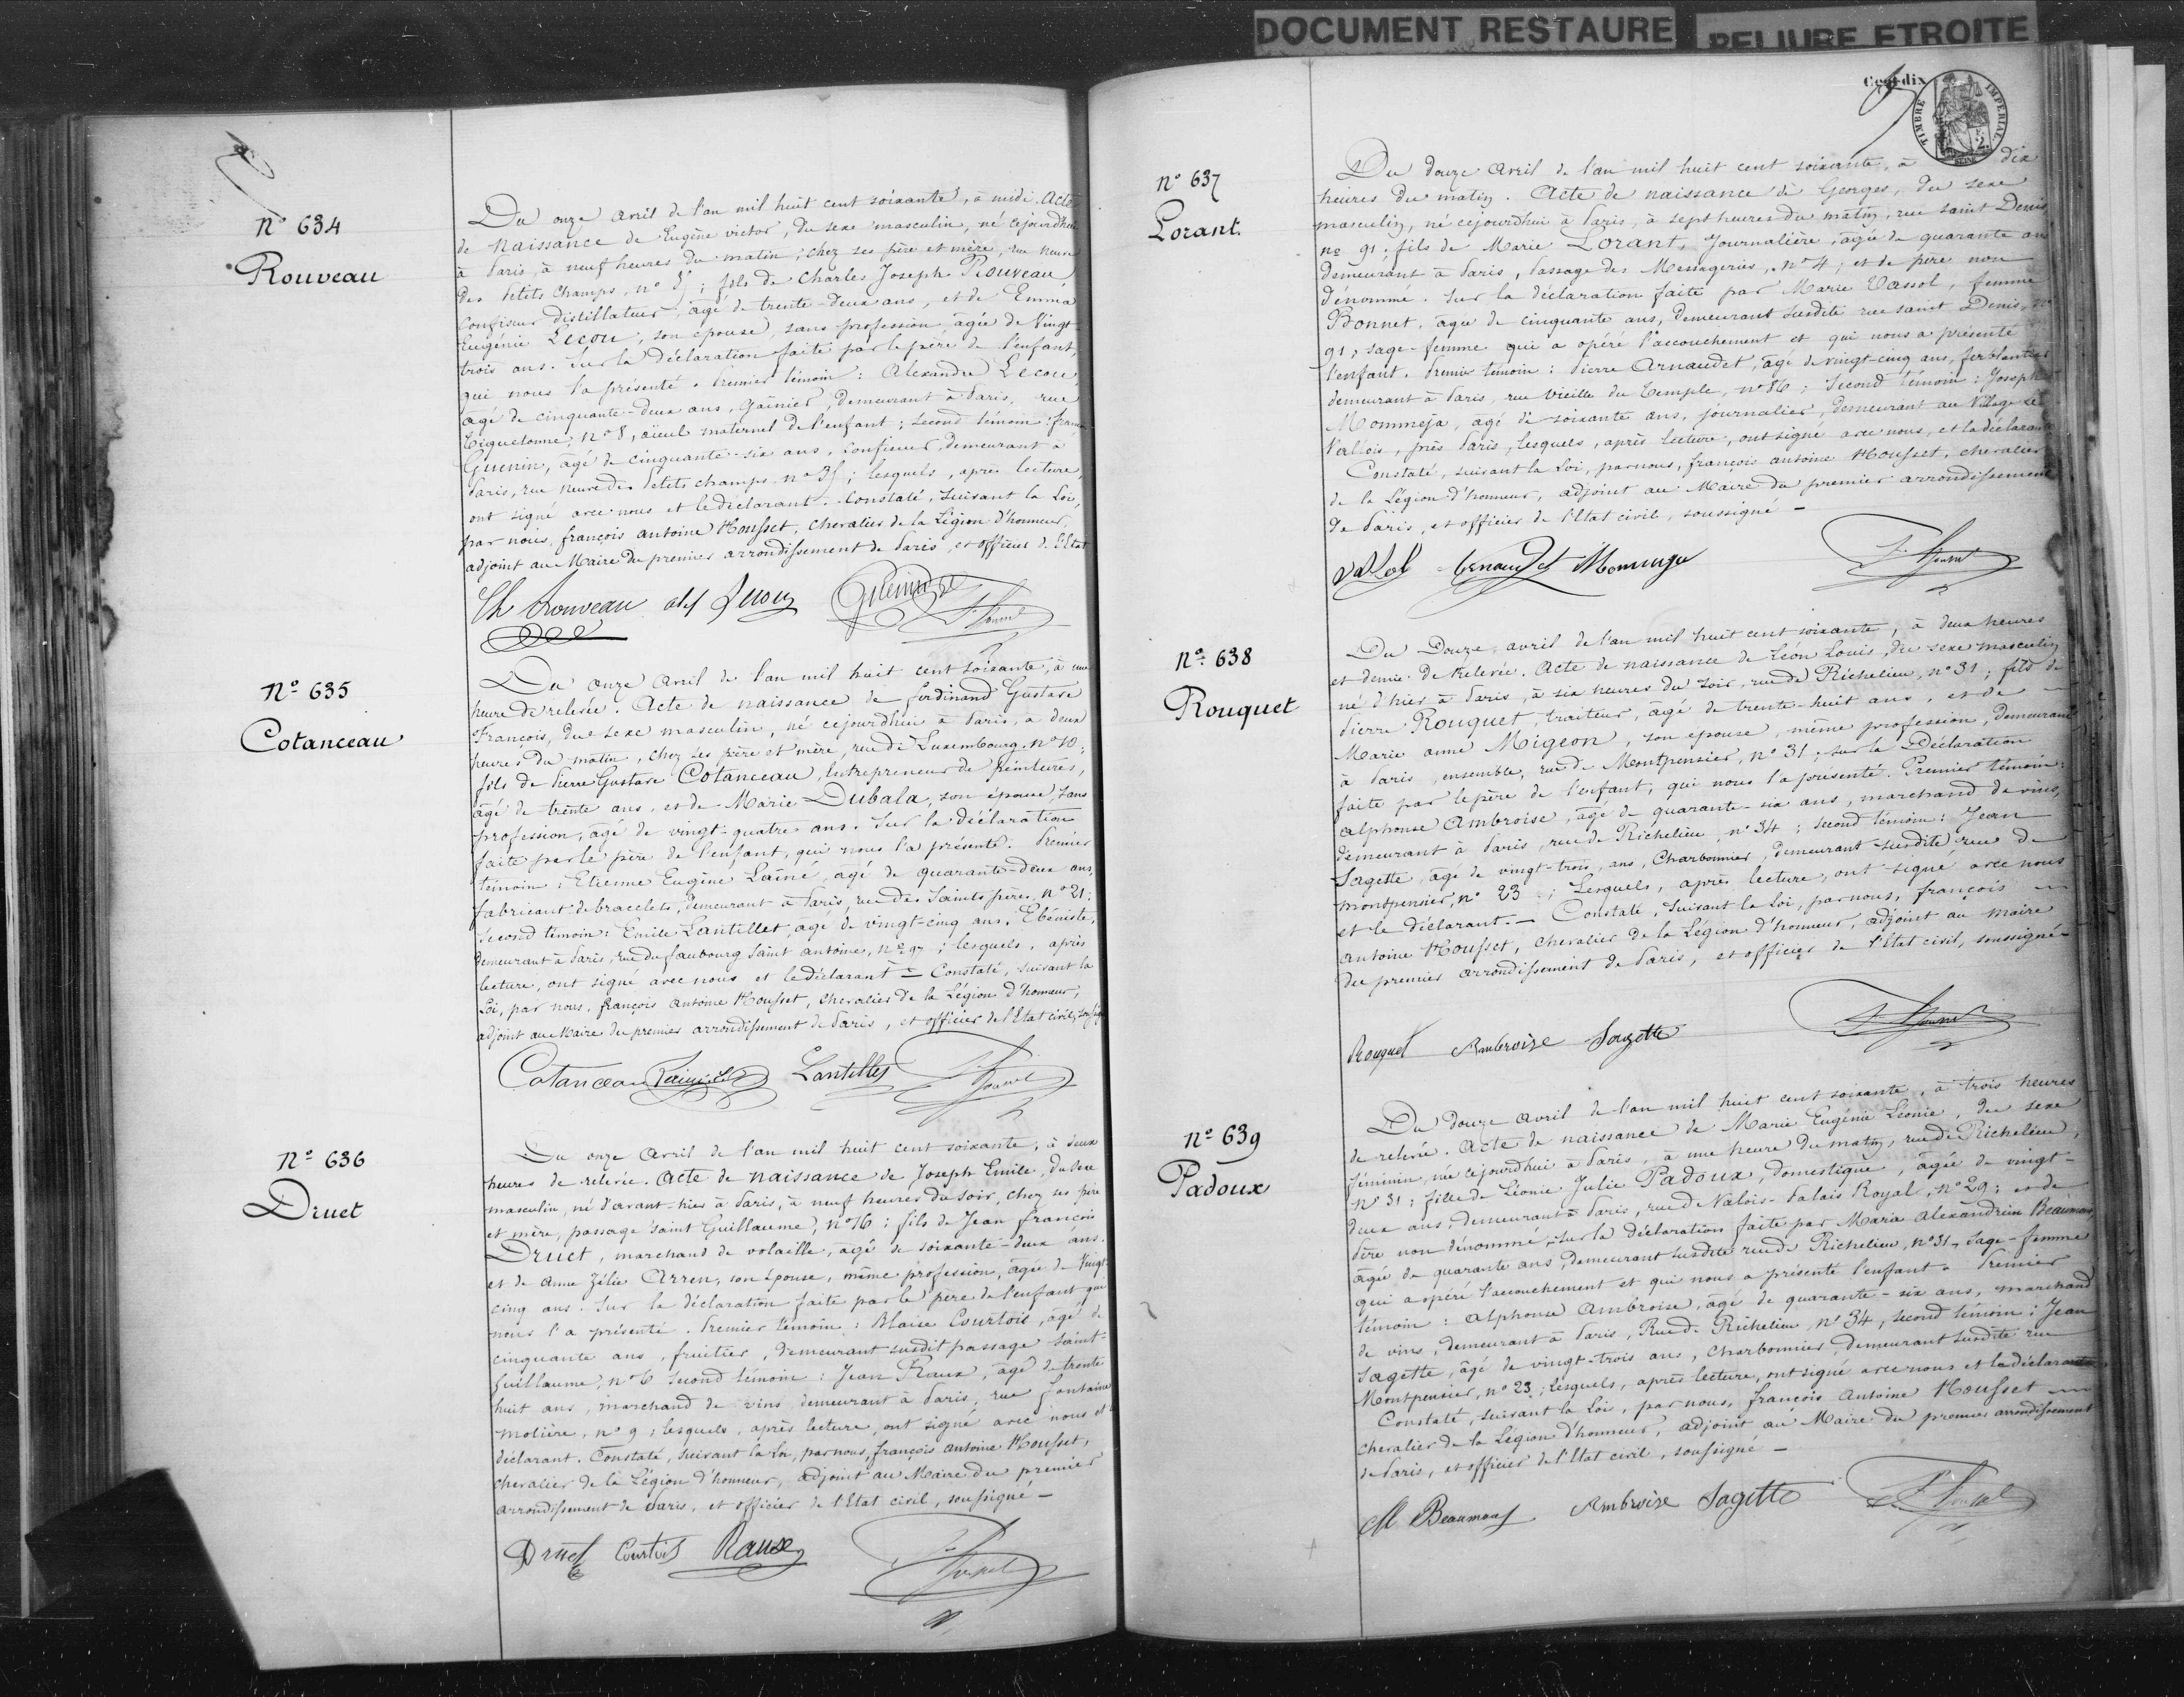 DOCUMENT RESTAURE
RELIURE ETROITE
N° 634
Rouveau
Du onze avril de l'an mil huit cent soixante, à midi. Acte
de naissance de Eugène victor, du sexe masculin, né cejourd'hui
à Paris, à neuf heures du matin, chez ses père et mère, rue neuve
des Petits Champs, n° ; fils de Charles Joseph Rouveau
Confiseur distillateur, âgé de trente-deux ans, et de Emma
Eugénie Lecou, son épouse, sans profession, âgée de vingt-
trois ans. Sur la déclaration faite par le père de l'enfant,
qui nous l'a présenté. Premier témoin : Alexandre Lecou,
âgé de cinquante-deux ans, gainier, demeurant à Paris, rue
Tiquetonne, n° 8, aïeul maternel de l'enfant ; second témoin :
Guenin, âgé de cinquante-six ans, Confiseur, demeurant à
Paris, rue neuve des Petits champs n° ; lesquels, après lecture,
ont signé avec nous et le déclarant. Constaté, suivant la Loi,
par nous, françois antoine Housset, Chevalier de la Légion d'honneur,
adjoint au Maire du premier arrondissement de Paris, et officier de l'Etat
Ch Rouveau alex Lecou Guenin
N° 635
Cotanceau
Du onze avril de l'an mil huit cent soixante, à une
heure de relevée. Acte de naissance de ferdinand Gustave
François, du sexe masculin, né cejourd'hui à Paris, à deux
heures du matin, chez ses père et mère, rue de Luxembourg, n° 10 ;
fils de Pierre Gustave Cotanceau, Entrepreneur de peintures,
âgé de trente ans, et de Marie Dubala, son épouse, sans
profession, âgé de vingt-quatre ans. Sur la déclaration
faite par le père de l'enfant, qui nous l'a présenté. Premier
témoin : Etienne Eugène Lainé, âgé de quarante-deux ans,
fabricant de bracelets, demeurant à Paris, rue des Saints pères, n° 21 ;
Second témoin : Emile Lantillet, âgé de vingt-cinq ans, Ebéniste,
demeurant à Paris, rue du faubourg Saint antoine, n° 97 ; lesquels, après
lecture, ont signé avec nous et le déclarant. — Constaté, suivant la
Loi, par nous, françois antoine Housset, Chevalier de la Légion d'honneur,
adjoint au Maire du premier arrondissement de Paris, et officier de l'Etat civil,
Cotanceau Lainé Lantillet
N° 636
Druet
Du onze avril de l'an mil huit cent soixante, à deux
heures de relevée. Acte de naissance de Joseph Emile, du sexe
masculin, né d'avant-hier à Paris, à neuf heures du soir, chez ses père
et mère, passage Saint Guillaume, n° 16 ; fils de Jean françois
Druet, marchand de volaille, âgé de soixante-deux ans.
et de Anne Zélie Arren, son épouse, même profession, âgée de vingt-
cinq ans. Sur la déclaration faite par le père de l'enfant qui
nous l'a présenté. Premier témoin : Blaise Courtois, âgé de
cinquante ans, fruitier, demeurant susdit passage Saint-
Guillaume, n° 6 Second témoin : Jean Raux, âgé de trente
huit ans, marchand de vins demeurant à Paris, rue fontaine
molière, n° 9 ; lesquels, après lecture, ont signé avec nous et
déclarant. Constaté, suivant la Loi, par nous, françois antoine Housset,
chevalier de la Légion d'honneur, adjoint au Maire du premier
arrondissement de Paris, et officier de l'Etat civil, soussigné —
Druet Courtois Raux
Cent dix
TIMBRE IMPERIAL
2
SEINE
N° 637
Lorant.
Du douze avril de l'an mil huit cent soixante, à dix
heures du matin. Acte de naissance de Georges, du sexe
masculin, né cejourd'hui à Paris, à sept heures du matin, rue saint Denis
n° 91, fils de Marie Lorant, Journalière, âgée de quarante ans
demeurant à Paris, Passage des Messageries, n° 4, et de père non
dénommé. Sur la déclaration faite par Marie Vassol, femme
Bonnet, âgée de cinquante ans, demeurant susdite rue saint Denis, n°
91, sage-femme qui a opéré l'accouchement et qui nous a présenté
l'enfant. Premier témoin : Pierre Arnaudet, âgé de vingt-cinq ans, ferblantier
demeurant à Paris, rue vieille du Temple, n° 86 ; Second témoin : Joseph
Mommeja, âgé de soixante ans, journalier, demeurant au Village Le
Vallois, près Paris, lesquels, après lecture, ont signé avec nous, et la déclarante
Constaté, suivant la Loi, par nous, françois antoine Housset, chevalier
de la Légion d'honneur, adjoint au Maire du premier arrondissement
de Paris, et officier de l'Etat civil, soussigné —
Arnaudet
N° 638
Rouquet
Du Douze avril de l'an mil huit cent soixante, à deux heures
et demie de relevée. Acte de naissance de Léon Louis, du sexe masculin
né d'hier à Paris, à six heures du soir, rue de Richelieu, n° 31 ; fils de
Pierre Rouquet, traiteur, âgé de trente-huit ans, et de
Marie anne Migeon, son épouse, même profession, demeurant
à Paris, ensemble, rue de Montpensier, n° 31 ; sur la Déclaration
faite par le père de l'enfant, qui nous l'a présenté. Premier témoin :
alphonse Ambroise, âgé de quarante-six ans, marchand de vins,
demeurant à Paris, rue de Richelieu, n° 34 ; second témoin : Jean
Sagette, âgé de vingt-trois ans, Charbonnier, demeurant susdite rue de
montpensier, n° 23 ; Lesquels, après lecture, ont signé avec nous
et le déclarant. — Constaté, suivant la Loi, par nous, françois
antoine Housset, chevalier de la Légion d'honneur, adjoint au maire
du premier arrondissement de Paris, et officier de l'Etat civil, soussigné
Rouquet Ambroise Sagette
N° 639
Padoux
Du douze avril de l'an mil huit cent soixante, à trois heures
de relevée. Acte de naissance de Marie Eugénie Léonie, du sexe
féminin, née cejourd'hui à Paris, à une heure du matin, rue de Richelieu,
n° 31 ; fille de Léonie Julie Padoux, domestique âgée de vingt-
deux ans, demeurant à Paris, rue de Valois-Palais Royal, n° 29 ; et de
Père non dénommé. Sur la déclaration faite par Marie Alexandrine Beaumont,
âgée de quarante ans, demeurant susdite rue de Richelieu, n° 31, Sage-femme
qui a opéré l'accouchement et qui nous a présenté l'enfant. Premier
témoin : Alphonse Ambroise, âgé de quarante-six ans, marchand
de vins, demeurant à Paris, Rue de Richelieu n° 34, second témoin : Jean
Sagette, âgé de vingt-trois ans, charbonnier, demeurant susdite rue
Montpensier, n° 23 ; lesquels, après lecture, ont signé avec nous et la déclarante
Constaté, suivant la Loi, par nous, françois Antoine Housset
chevalier de la Légion d'honneur, adjoint au Maire du premier arrondissement
de Paris, et officier de l'Etat civil, soussigné —
M Beaumont Ambroise Sagette